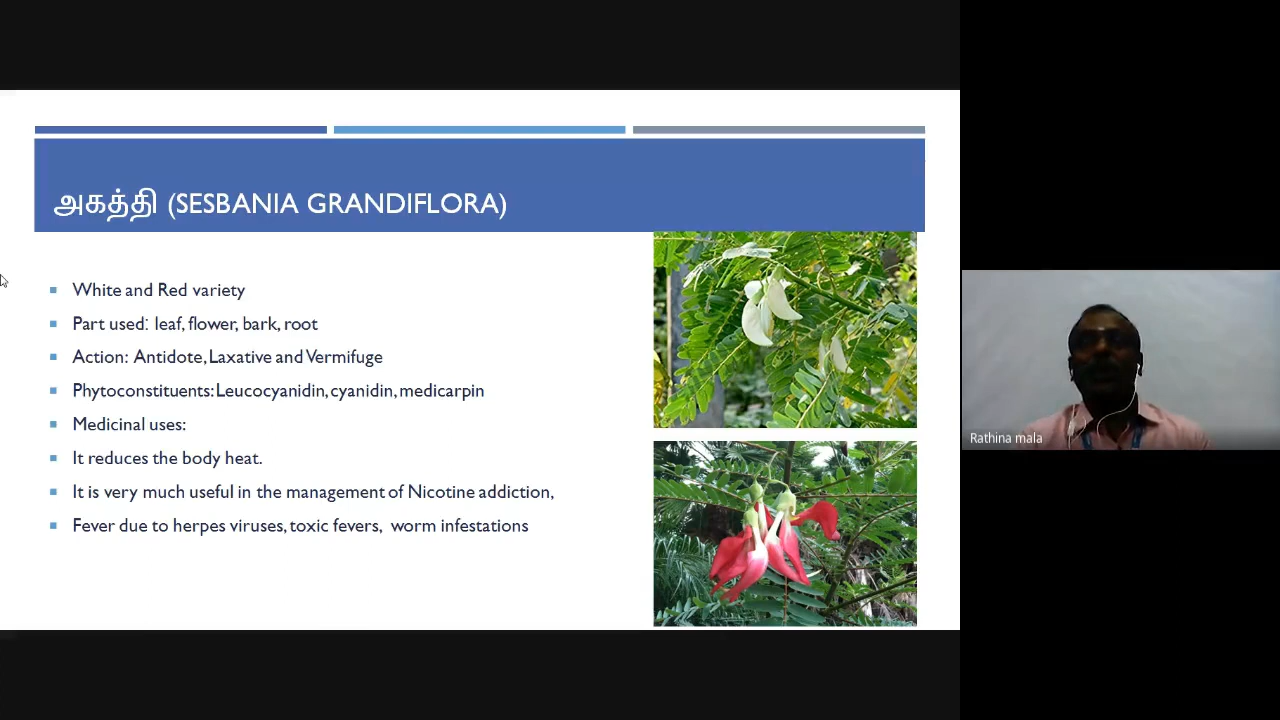 அகத்தி (SESBANIA GRANDIFLORA)
White and Red variety
Part used: leaf, flower, bark, root
Action: Antidote, Laxative and Vermifuge
Phytoconstituents: Leucocyanidin, cyanidin, medicarpin
Medicinal uses:
It reduces the body heat.
It is very much useful in the management of Nicotine addiction,
Fever due to herpes viruses, toxic fevers, worm infestations
Rathina mala